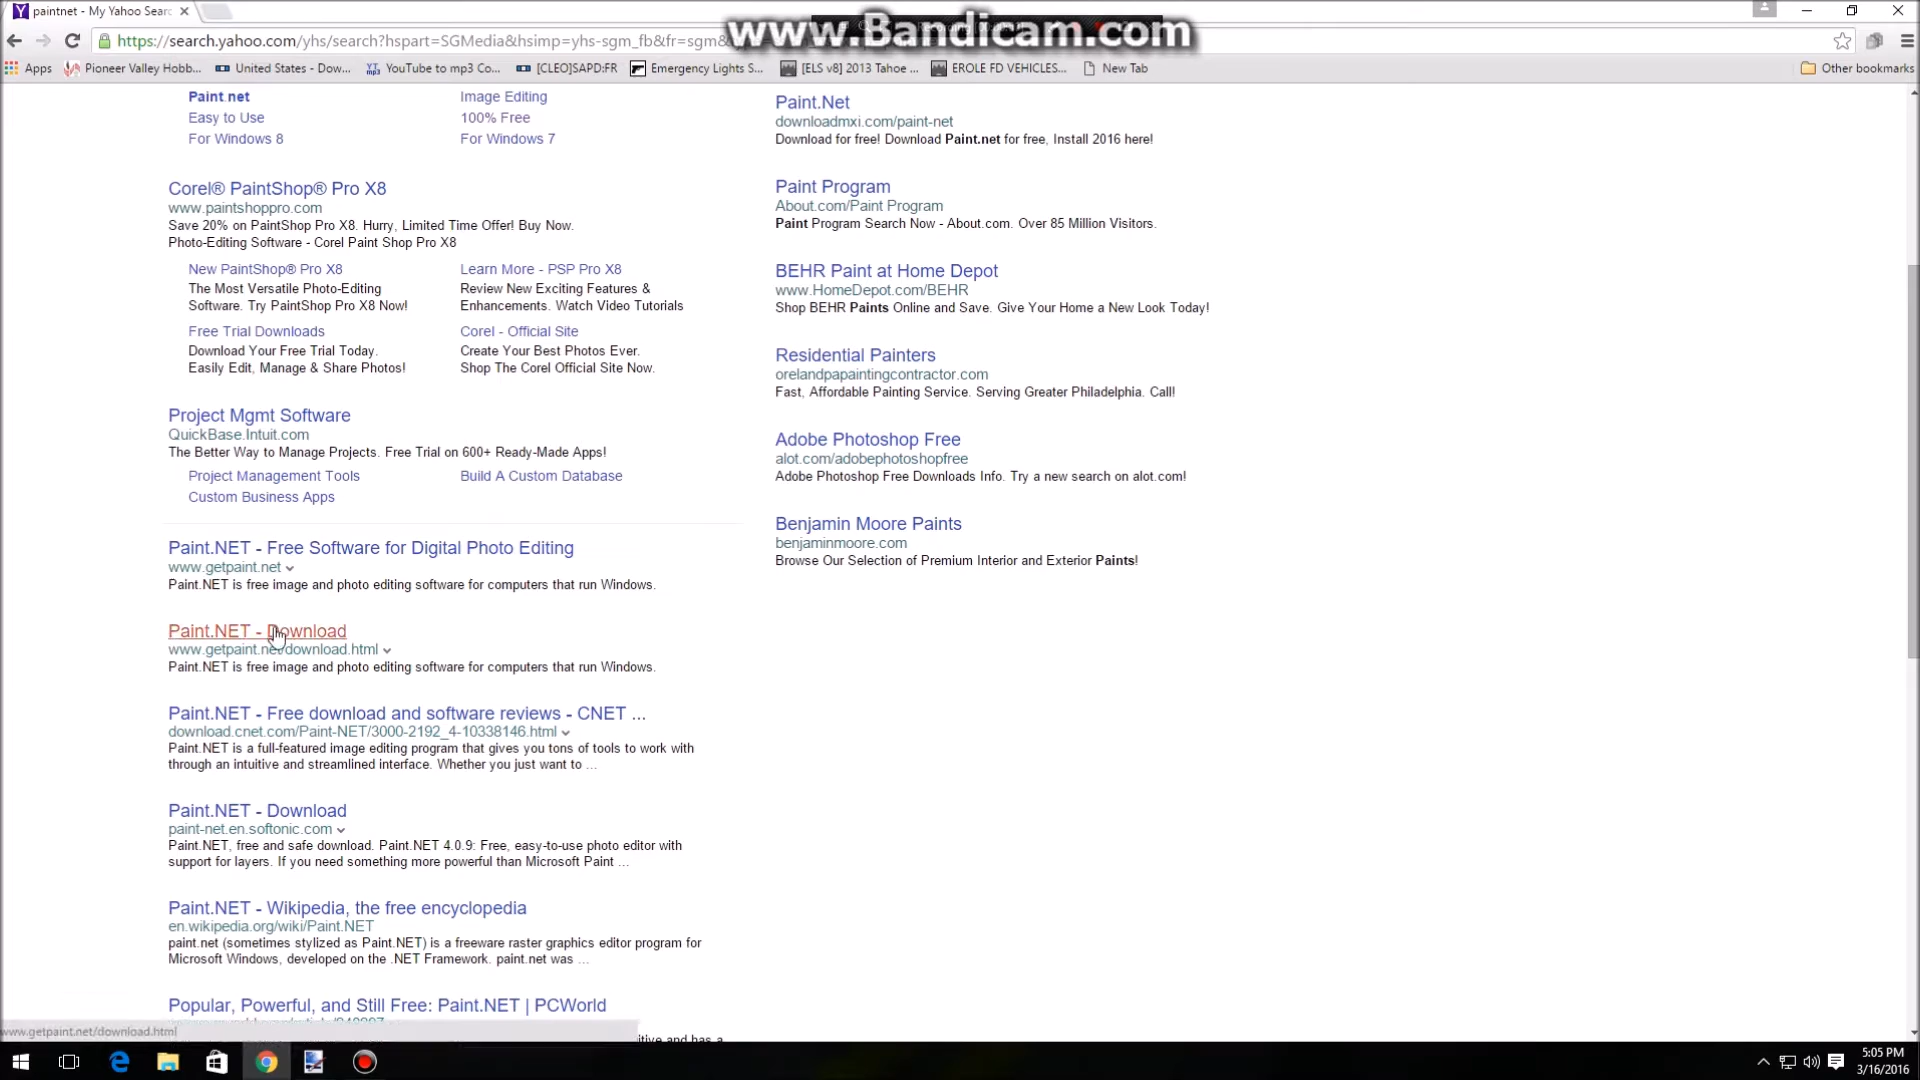 paintnet - My Yahoo Searc
www.Bandicam.com
https://search.yahoo.com/yhs/search?hspart=SGMedia&hsimp=yhs-sgm_fb&fr=sgm&
Apps Pioneer Valley Hobb... United States - Dow... YouTube to mp3 Co... [CLEO]SAPD:FR Emergency Lights S... [ELS v8] 2013 Tahoe ... EROLE FD VEHICLES... New Tab Other bookmarks
Paint net Image Editing
Easy to Use 100% Free
For Windows 8 For Windows 7
Corel® PaintShop® Pro X8
www.paintshoppro.com
Save 20% on PaintShop Pro X8. Hurry, Limited Time Offer! Buy Now.
Photo-Editing Software - Corel Paint Shop Pro X8
New PaintShop® Pro X8 Learn More - PSP Pro X8
The Most Versatile Photo-Editing Review New Exciting Features &
Software. Try PaintShop Pro X8 Now! Enhancements. Watch Video Tutorials
Free Trial Downloads Corel - Official Site
Download Your Free Trial Today. Create Your Best Photos Ever.
Easily Edit, Manage & Share Photos! Shop The Corel Official Site Now.
Project Mgmt Software
QuickBase.Intuit.com
The Better Way to Manage Projects. Free Trial on 600+ Ready-Made Apps!
Project Management Tools Build A Custom Database
Custom Business Apps
Paint.NET - Free Software for Digital Photo Editing
www.getpaint.net
Paint.NET is free image and photo editing software for computers that run Windows.
Paint.NET - Download
www.getpaint.net/download.html
Paint.NET is free image and photo editing software for computers that run Windows.
Paint.NET - Free download and software reviews - CNET ...
download.cnet.com/Paint-NET/3000-2192_4-10338146.html
Paint.NET is a full-featured image editing program that gives you tons of tools to work with
through an intuitive and streamlined interface. Whether you just want to ...
Paint.NET - Download
paint-net.en.softonic.com
Paint.NET, free and safe download. Paint.NET 4.0.9: Free, easy-to-use photo editor with
support for layers. If you need something more powerful than Microsoft Paint ...
Paint.NET - Wikipedia, the free encyclopedia
en.wikipedia.org/wiki/Paint.NET
paint.net (sometimes stylized as Paint.NET) is a freeware raster graphics editor program for
Microsoft Windows, developed on the .NET Framework. paint.net was ...
Popular, Powerful, and Still Free: Paint.NET | PCWorld
itive and has a
Paint.Net
downloadmxi.com/paint-net
Download for free! Download Paint.net for free, Install 2016 here!
Paint Program
About.com/Paint Program
Paint Program Search Now - About.com. Over 85 Million Visitors.
BEHR Paint at Home Depot
www.HomeDepot.com/BEHR
Shop BEHR Paints Online and Save. Give Your Home a New Look Today!
Residential Painters
orelandpapaintingcontractor.com
Fast, Affordable Painting Service. Serving Greater Philadelphia. Call!
Adobe Photoshop Free
alot.com/adobephotoshopfree
Adobe Photoshop Free Downloads Info. Try a new search on alot.com!
Benjamin Moore Paints
benjaminmoore.com
Browse Our Selection of Premium Interior and Exterior Paints!
www.getpaint.net/download.html
5:05 PM
3/16/2016